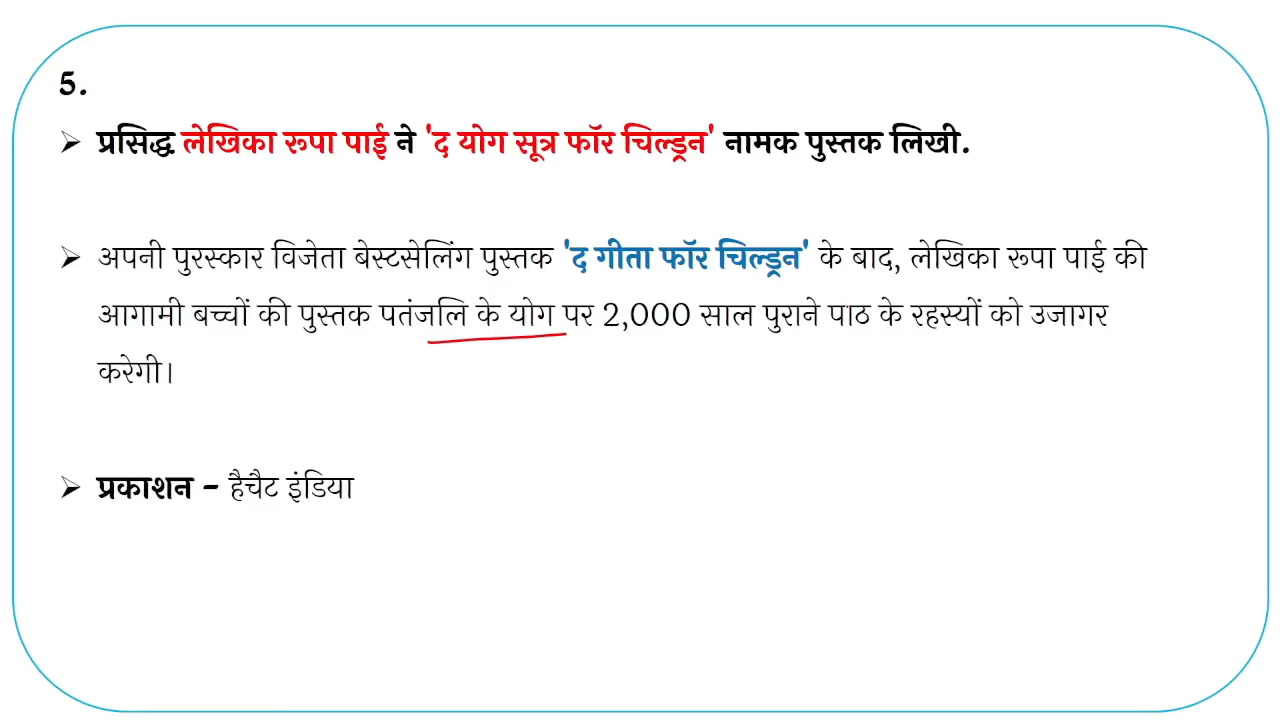 5.
➢ प्रसिद्ध लेखिका रूपा पाई ने 'द योग सूत्र फॉर चिल्ड्रन' नामक पुस्तक लिखी.
➢ अपनी पुरस्कार विजेता बेस्टसेलिंग पुस्तक 'द गीता फॉर चिल्ड्रन' के बाद, लेखिका रूपा पाई की
आगामी बच्चों की पुस्तक पतंजलि के योग पर 2,000 साल पुराने पाठ के रहस्यों को उजागर
करेगी।
➢ प्रकाशन – हैचैट इंडिया